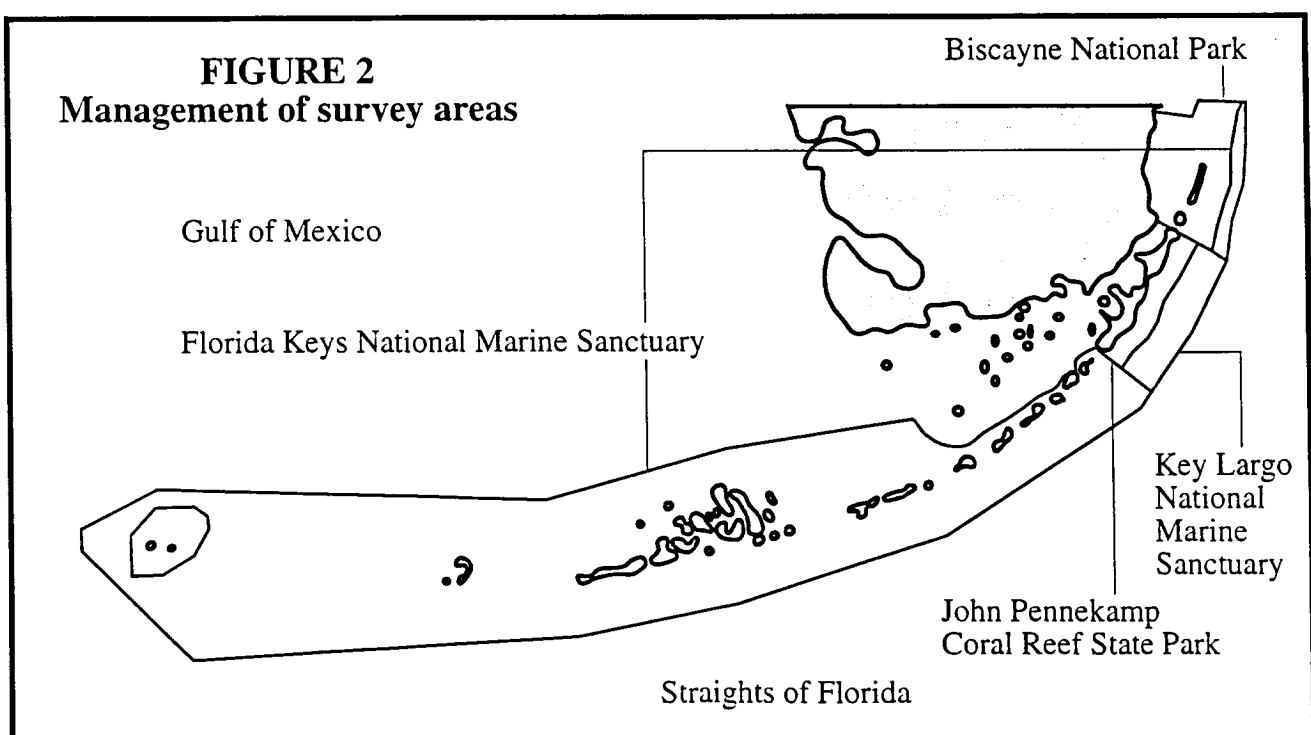 FIGURE 2
Management of survey areas
Biscayne National Park
Gulf of Mexico
Florida Keys National Marine Sanctuary
Key Largo
National
Marine
Sanctuary
John Pennekamp
Coral Reef State Park
Straights of Florida